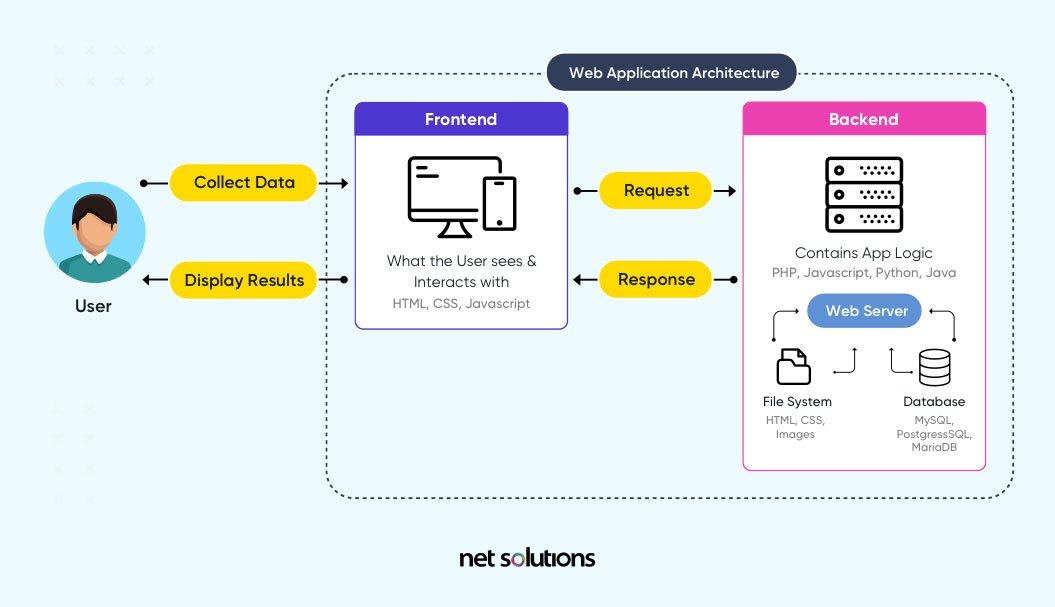 Web Application Architecture
Frontend
Backend
Collect Data
Request
Display Results
Response
User
What the User sees &
Interacts with
HTML, CSS, Javascript
Contains App Logic
PHP, Javascript, Python, Java
Web Server
File System
HTML, CSS,
Images
Database
MySQL,
PostgressSQL,
MariaDB
net solutions